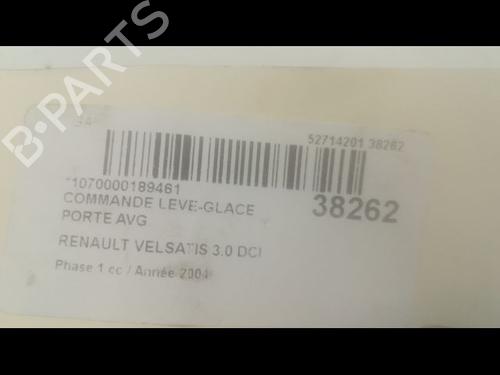 B-PARTS
52714201 38262
*1070000189461
38262
COMMANDE LEVE-GLACE
PORTE AVG
RENAULT VELSATIS 3.0 DCI
Phase 1 cc / Année 2004